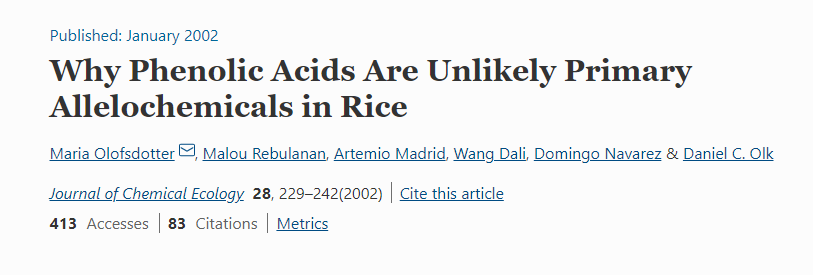 Published: January 2002
Why Phenolic Acids Are Unlikely Primary
Allelochemicals in Rice
Maria Olofsdotter, Malou Rebulanan, Artemio Madrid, Wang Dali, Domingo Navarez & Daniel C. Olk
Journal of Chemical Ecology 28, 229–242(2002) | Cite this article
413 Accesses | 83 Citations | Metrics